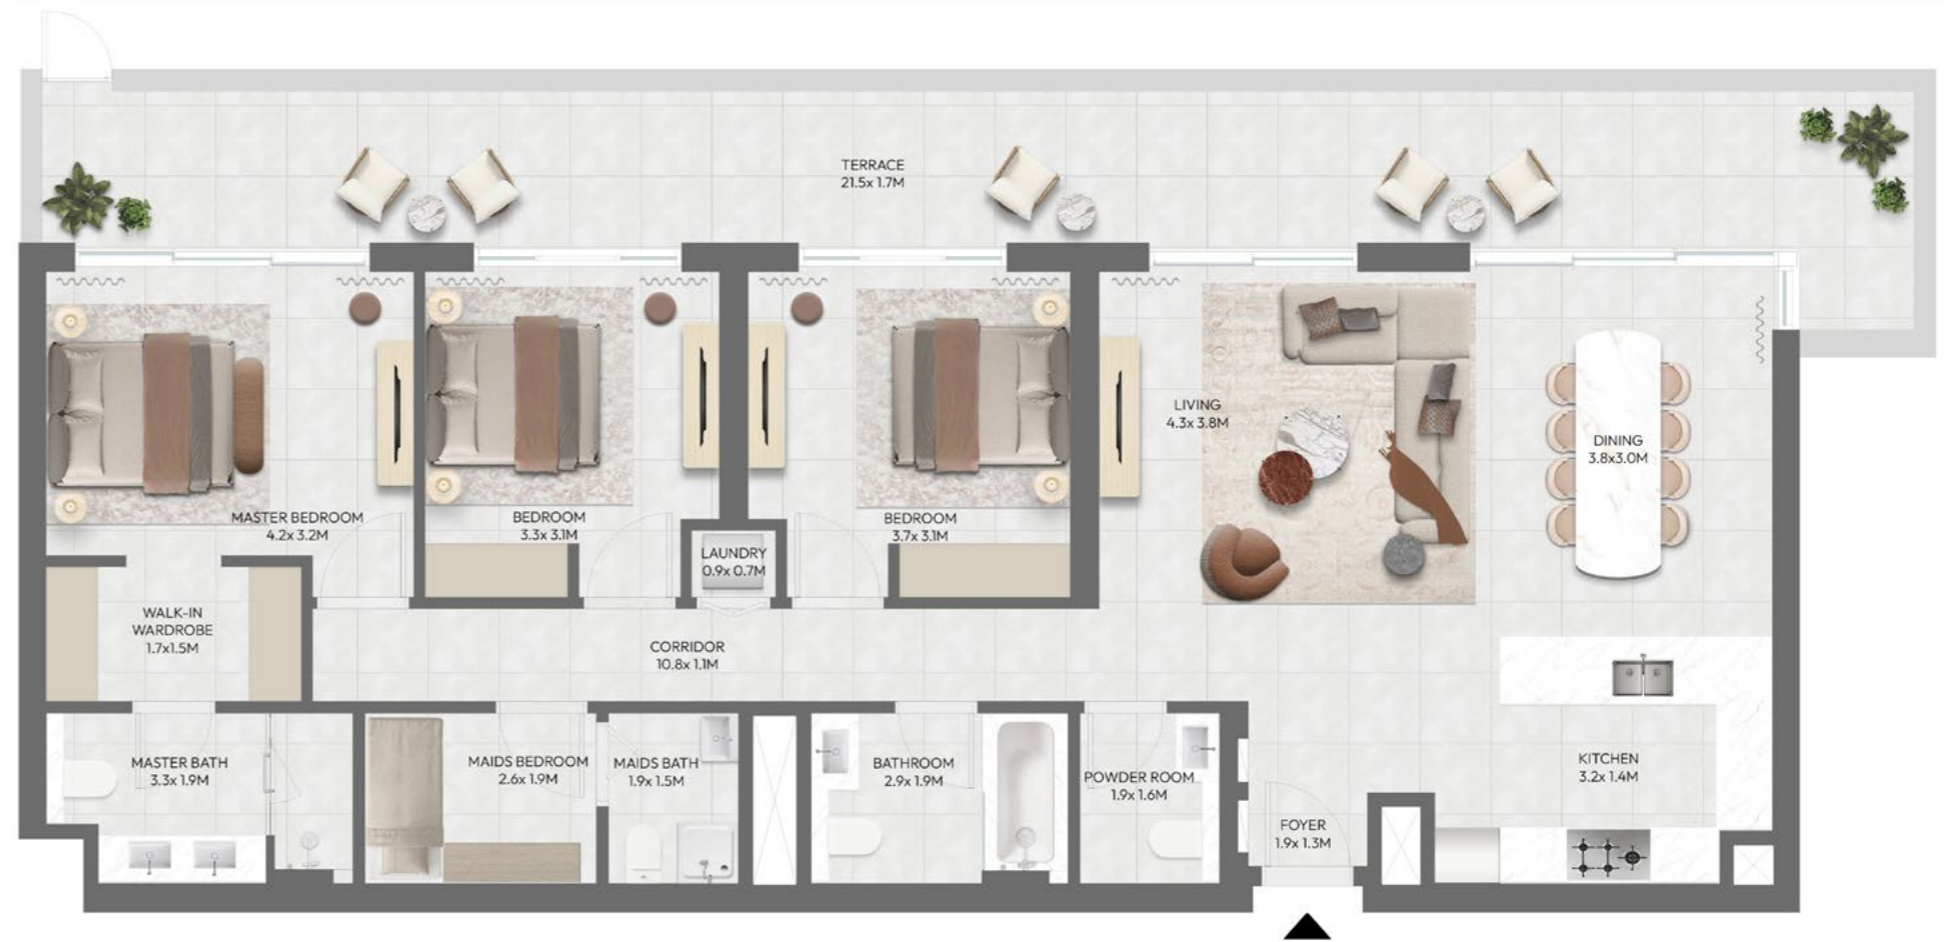 TERRACE
21.5x 1.7M
LIVING
4.3x 3.8M
DINING
3.8x3.0M
MASTER BEDROOM
4.2x 3.2M
BEDROOM
3.3x 3.1M
BEDROOM
3.7x 3.1M
LAUNDRY
0.9x 0.7M
WALK-IN
WARDROBE
1.7x1.5M
CORRIDOR
10.8x 1.1M
MASTER BATH
3.3x 1.9M
MAIDS BEDROOM
2.6x 1.9M
MAIDS BATH
1.9x 1.5M
BATHROOM
2.9x 1.9M
POWDER ROOM
1.9x 1.6M
KITCHEN
3.2x 1.4M
FOYER
1.9x 1.3M